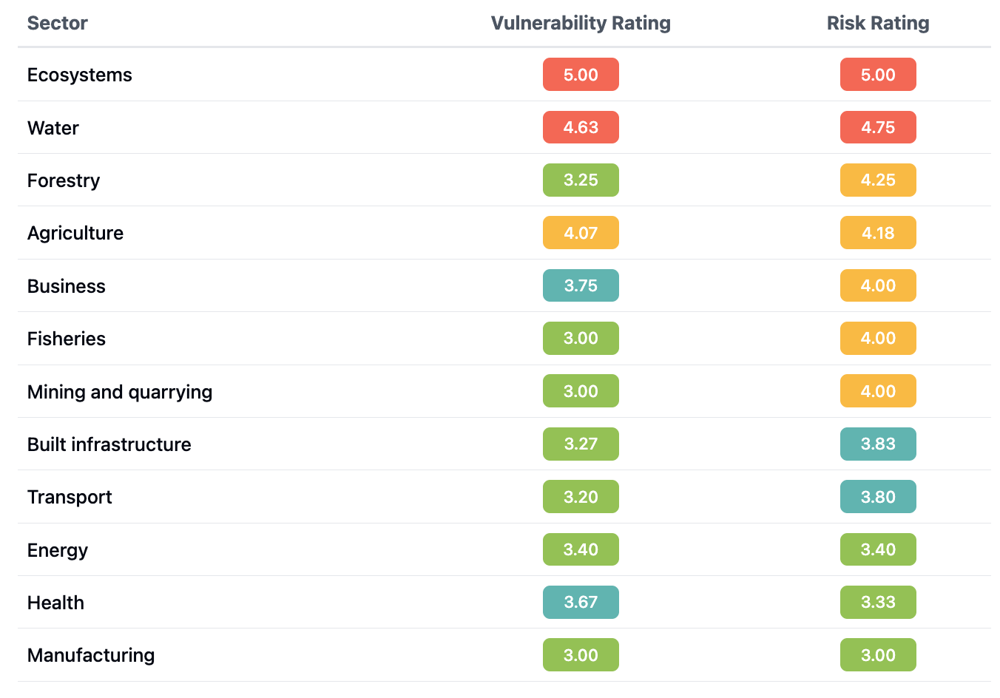 Sector Vulnerability Rating Risk Rating
Ecosystems 5.00 5.00
Water 4.63 4.75
Forestry 3.25 4.25
Agriculture 4.07 4.18
Business 3.75 4.00
Fisheries 3.00 4.00
Mining and quarrying 3.00 4.00
Built infrastructure 3.27 3.83
Transport 3.20 3.80
Energy 3.40 3.40
Health 3.67 3.33
Manufacturing 3.00 3.00